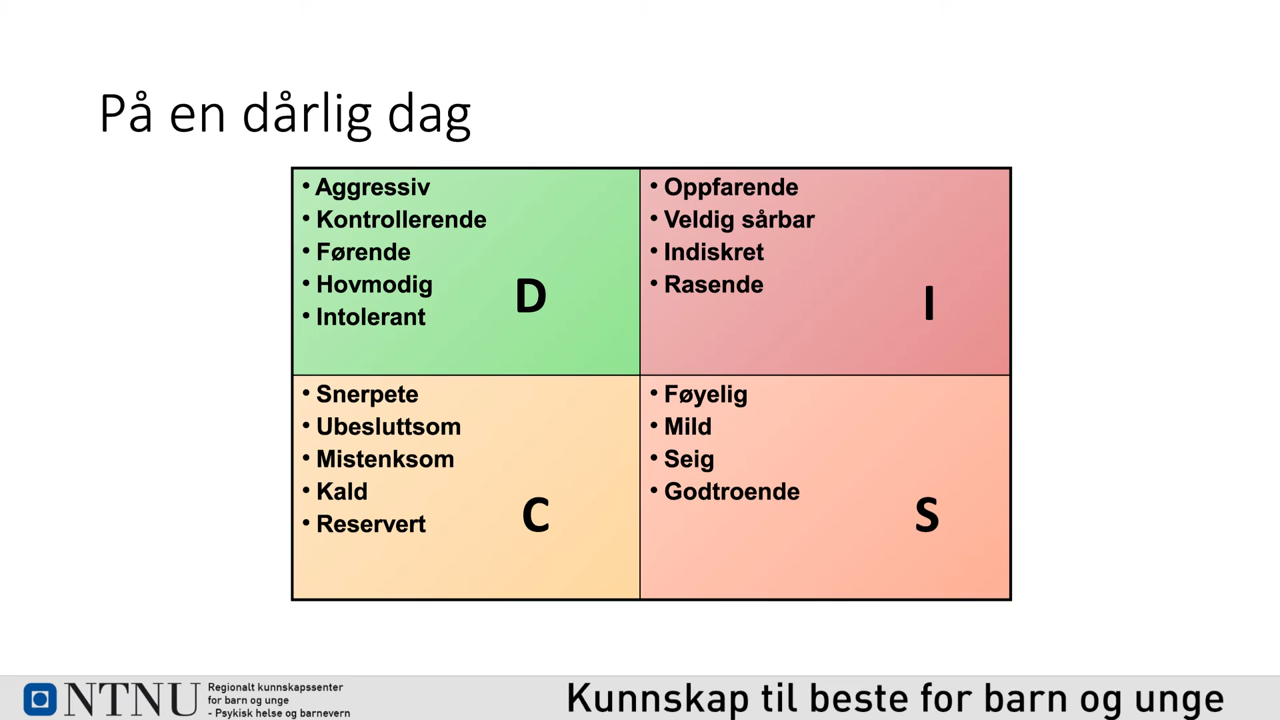 På en dårlig dag
• Aggressiv
• Kontrollerende
• Førende
• Hovmodig
• Intolerant
D
• Oppfarende
• Veldig sårbar
• Indiskret
• Rasende
I
• Snerpete
• Ubesluttsom
• Mistenksom
• Kald
• Reservert
C
• Føyelig
• Mild
• Seig
• Godtroende
S
NTNU
Regionalt kunnskapssenter
for barn og unge
- Psykisk helse og barnevern
Kunnskap til beste for barn og unge